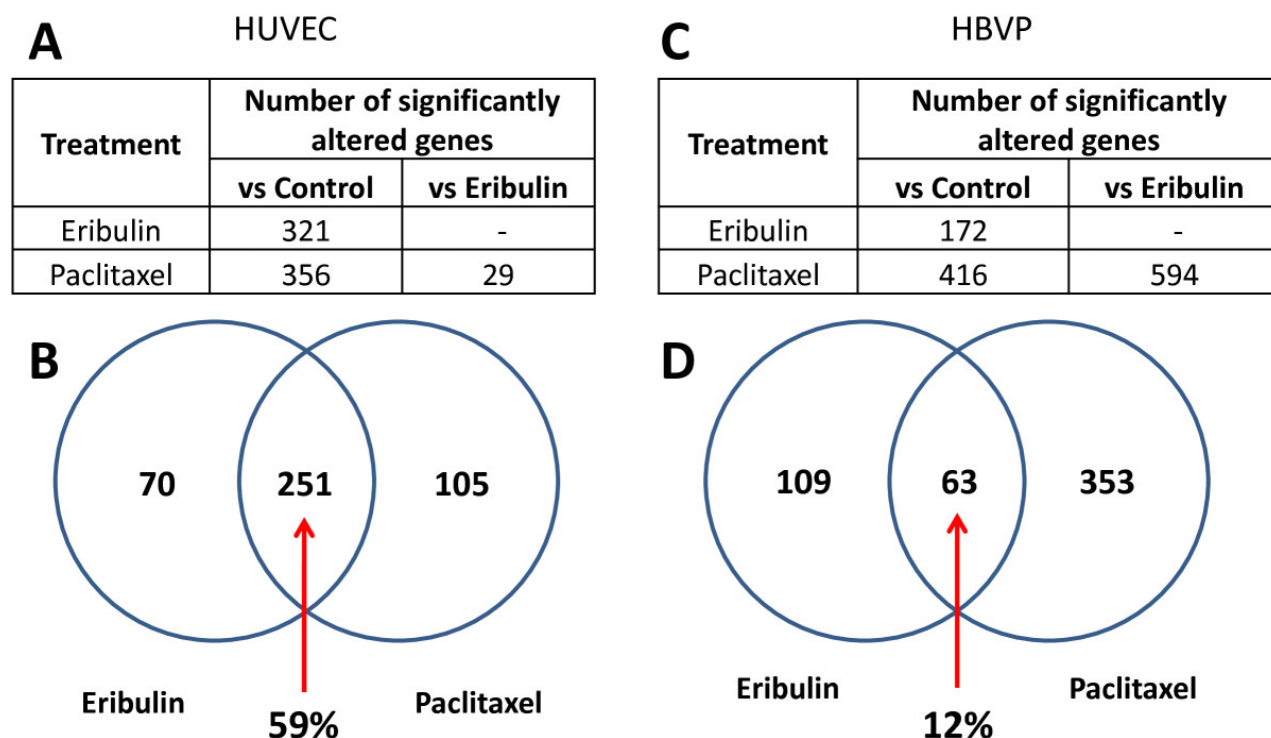 A HUVEC
Treatment
Number of significantly
altered genes
vs Control vs Eribulin
Eribulin 321 -
Paclitaxel 356 29
B
70 251 105
Eribulin Paclitaxel
59%
C HBVP
Treatment
Number of significantly
altered genes
vs Control vs Eribulin
Eribulin 172 -
Paclitaxel 416 594
D
109 63 353
Eribulin Paclitaxel
12%